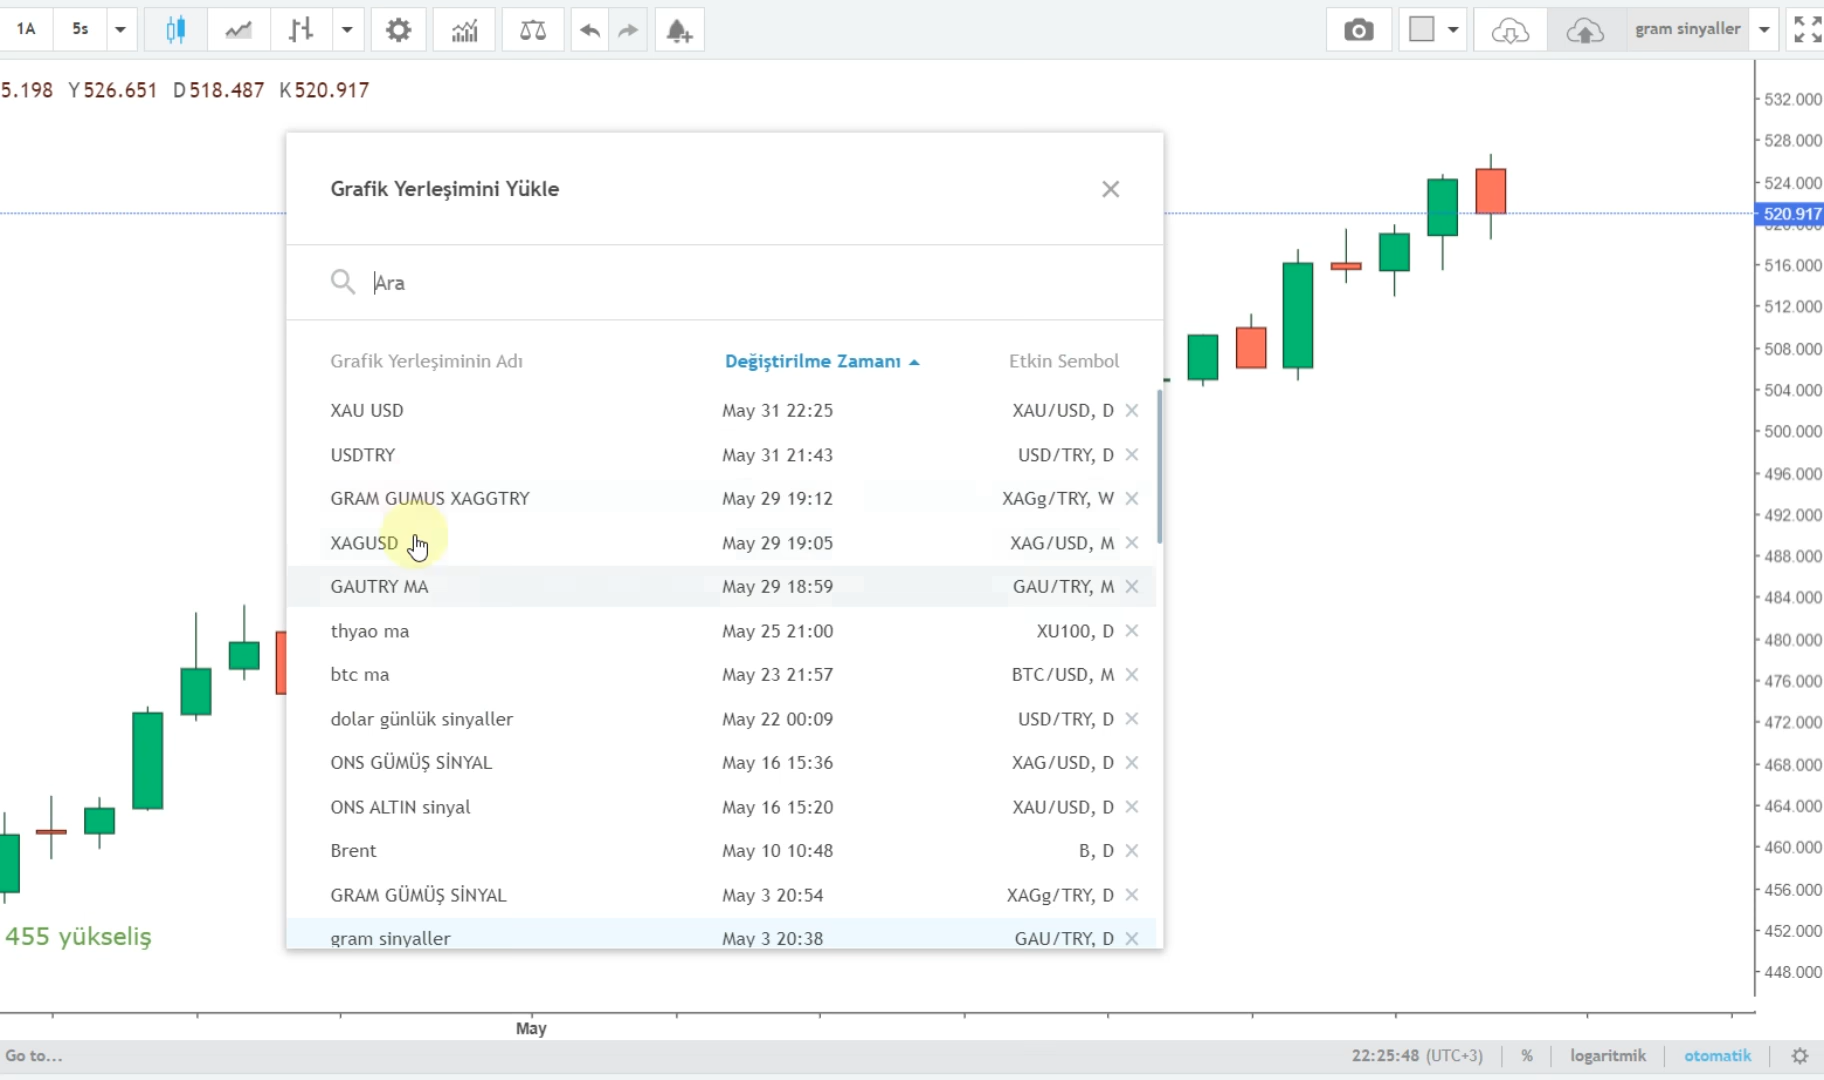 1A 5s gram sinyaller
5.198 Y526.651 D518.487 K520.917
Grafik Yerleşimini Yükle
Ara
Grafik Yerleşiminin Adı Değiştirilme Zamanı Etkin Sembol
XAU USD May 31 22:25 XAU/USD, D
USDTRY May 31 21:43 USD/TRY, D
GRAM GUMUS XAGGTRY May 29 19:12 XAGg/TRY, W
XAGUSD May 29 19:05 XAG/USD, M
GAUTRY MA May 29 18:59 GAU/TRY, M
thyao ma May 25 21:00 XU100, D
btc ma May 23 21:57 BTC/USD, M
dolar günlük sinyaller May 22 00:09 USD/TRY, D
ONS GÜMÜŞ SİNYAL May 16 15:36 XAG/USD, D
ONS ALTIN sinyal May 16 15:20 XAU/USD, D
Brent May 10 10:48 B, D
GRAM GÜMÜŞ SİNYAL May 3 20:54 XAGg/TRY, D
gram sinyaller May 3 20:38 GAU/TRY, D
455 yükseliş
532.000
528.000
524.000
520.917
516.000
512.000
508.000
504.000
500.000
496.000
492.000
488.000
484.000
480.000
476.000
472.000
468.000
464.000
460.000
456.000
452.000
448.000
May
Go to... 22:25:48 (UTC+3) % logaritmik otomatik